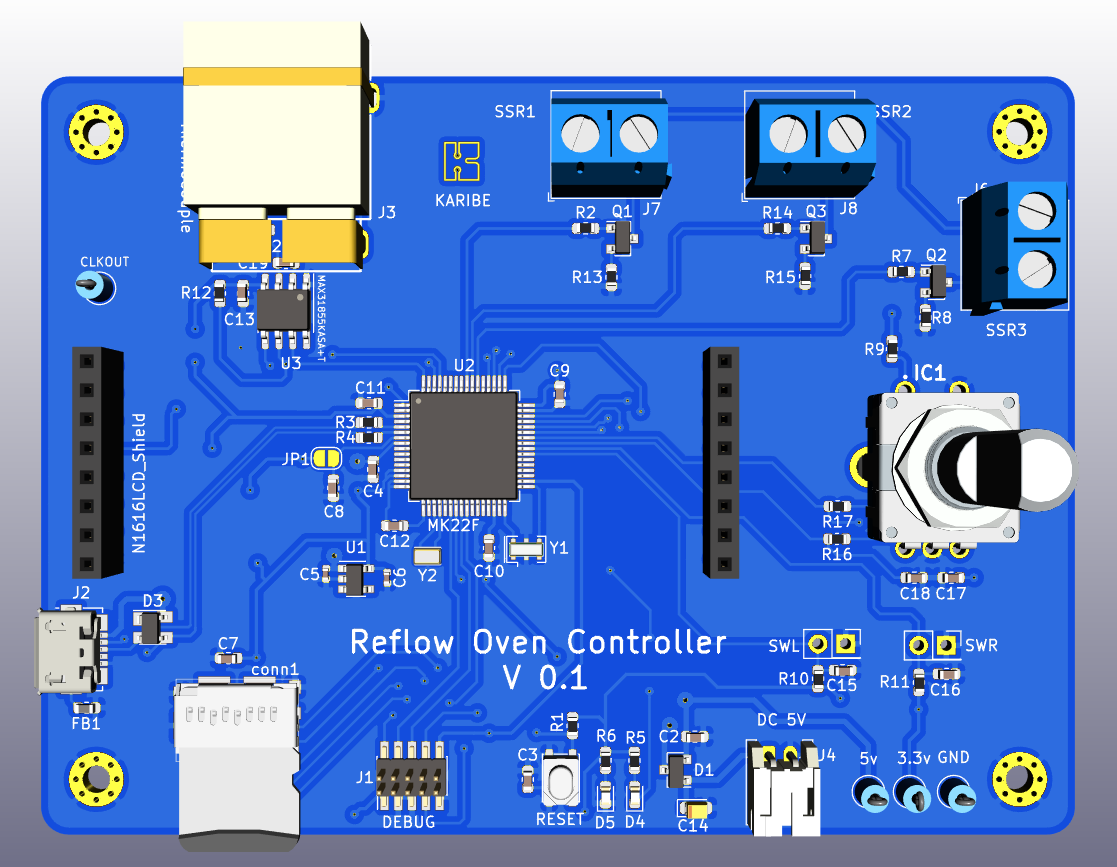 SSR1
SSR2
J6
KARIBE
J3
R2
Q1
J7
R14
Q3
J8
R13
R15
R7
Q2
R8
SSR3
CLKOUT
C19
R12
C13
MAX31855KASA+T
U3
R9
IC1
U2
C9
C11
R3
R4
JP1
C4
C8
N1616LCD_Shield
MK22F
C12
C10
Y1
Y2
U1
C5
C6
R17
R16
C18
C17
J2
D3
FB1
C7
conn1
Reflow Oven Controller
V 0.1
SWL
SWR
R10
C15
R11
C16
J1
DEBUG
R1
C3
RESET
R6
R5
D5
D4
C2
D1
C14
DC 5V
J4
5v
3.3v
GND